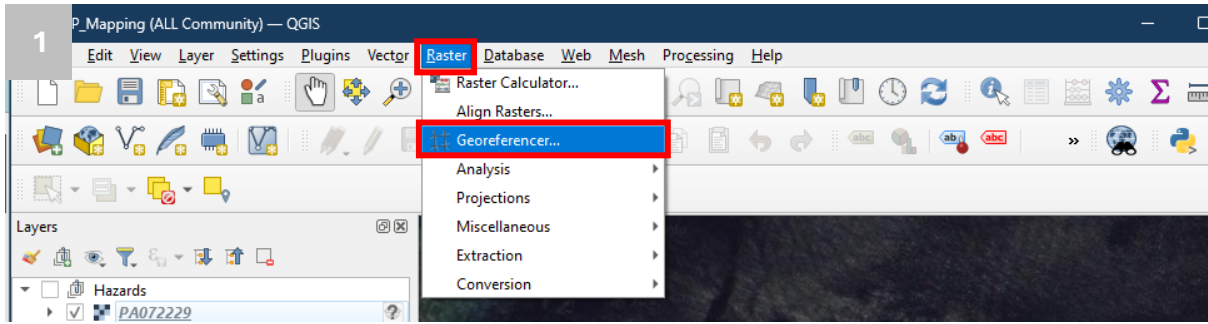 1
P_Mapping (ALL Community) — QGIS
Edit View Layer Settings Plugins Vector Raster Database Web Mesh Processing Help
Raster Calculator...
Align Rasters...
Georeferencer...
Analysis
Projections
Miscellaneous
Extraction
Conversion
Layers
Hazards
PA072229